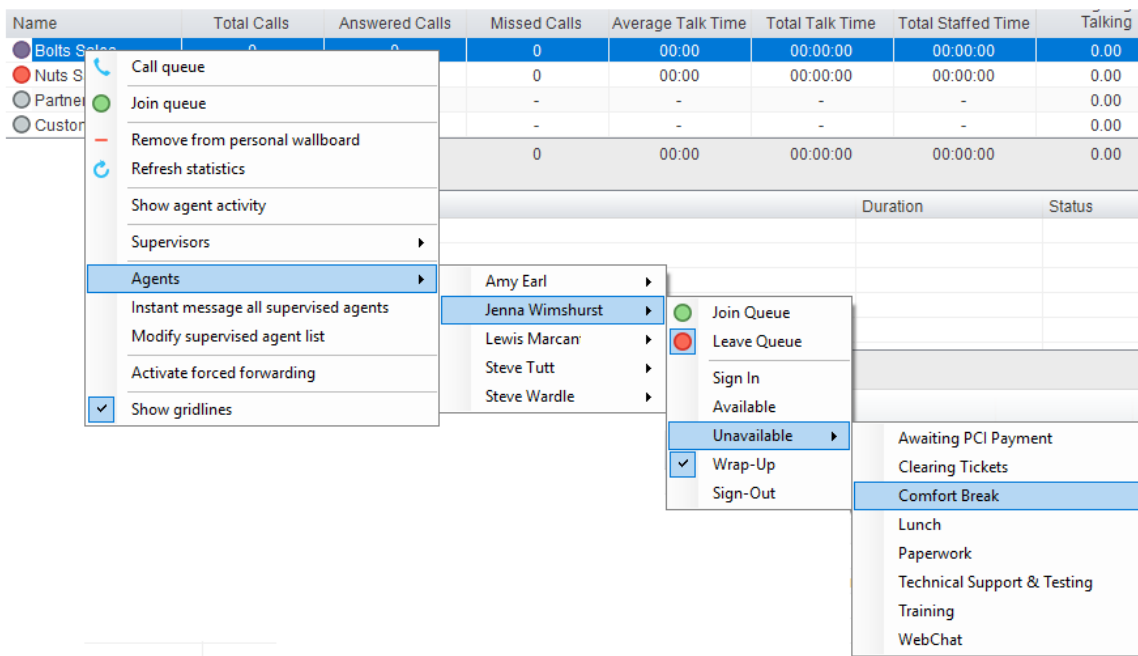 Name Total Calls Answered Calls Missed Calls Average Talk Time Total Talk Time Total Staffed Time Talking
Bolts Sales 0 0 0 00:00 00:00:00 00:00:00 0.00
Nuts S 0 00:00 00:00:00 00:00:00 0.00
Partner - - - - 0.00
Custor - - - - 0.00
0 00:00 00:00:00 00:00:00 0.00
Call queue
Join queue
Remove from personal wallboard
Refresh statistics
Show agent activity
Supervisors
Agents
Instant message all supervised agents
Modify supervised agent list
Activate forced forwarding
Show gridlines
Duration Status
Amy Earl
Jenna Wimshurst
Lewis Marcan
Steve Tutt
Steve Wardle
Join Queue
Leave Queue
Sign In
Available
Unavailable
Wrap-Up
Sign-Out
Awaiting PCI Payment
Clearing Tickets
Comfort Break
Lunch
Paperwork
Technical Support & Testing
Training
WebChat